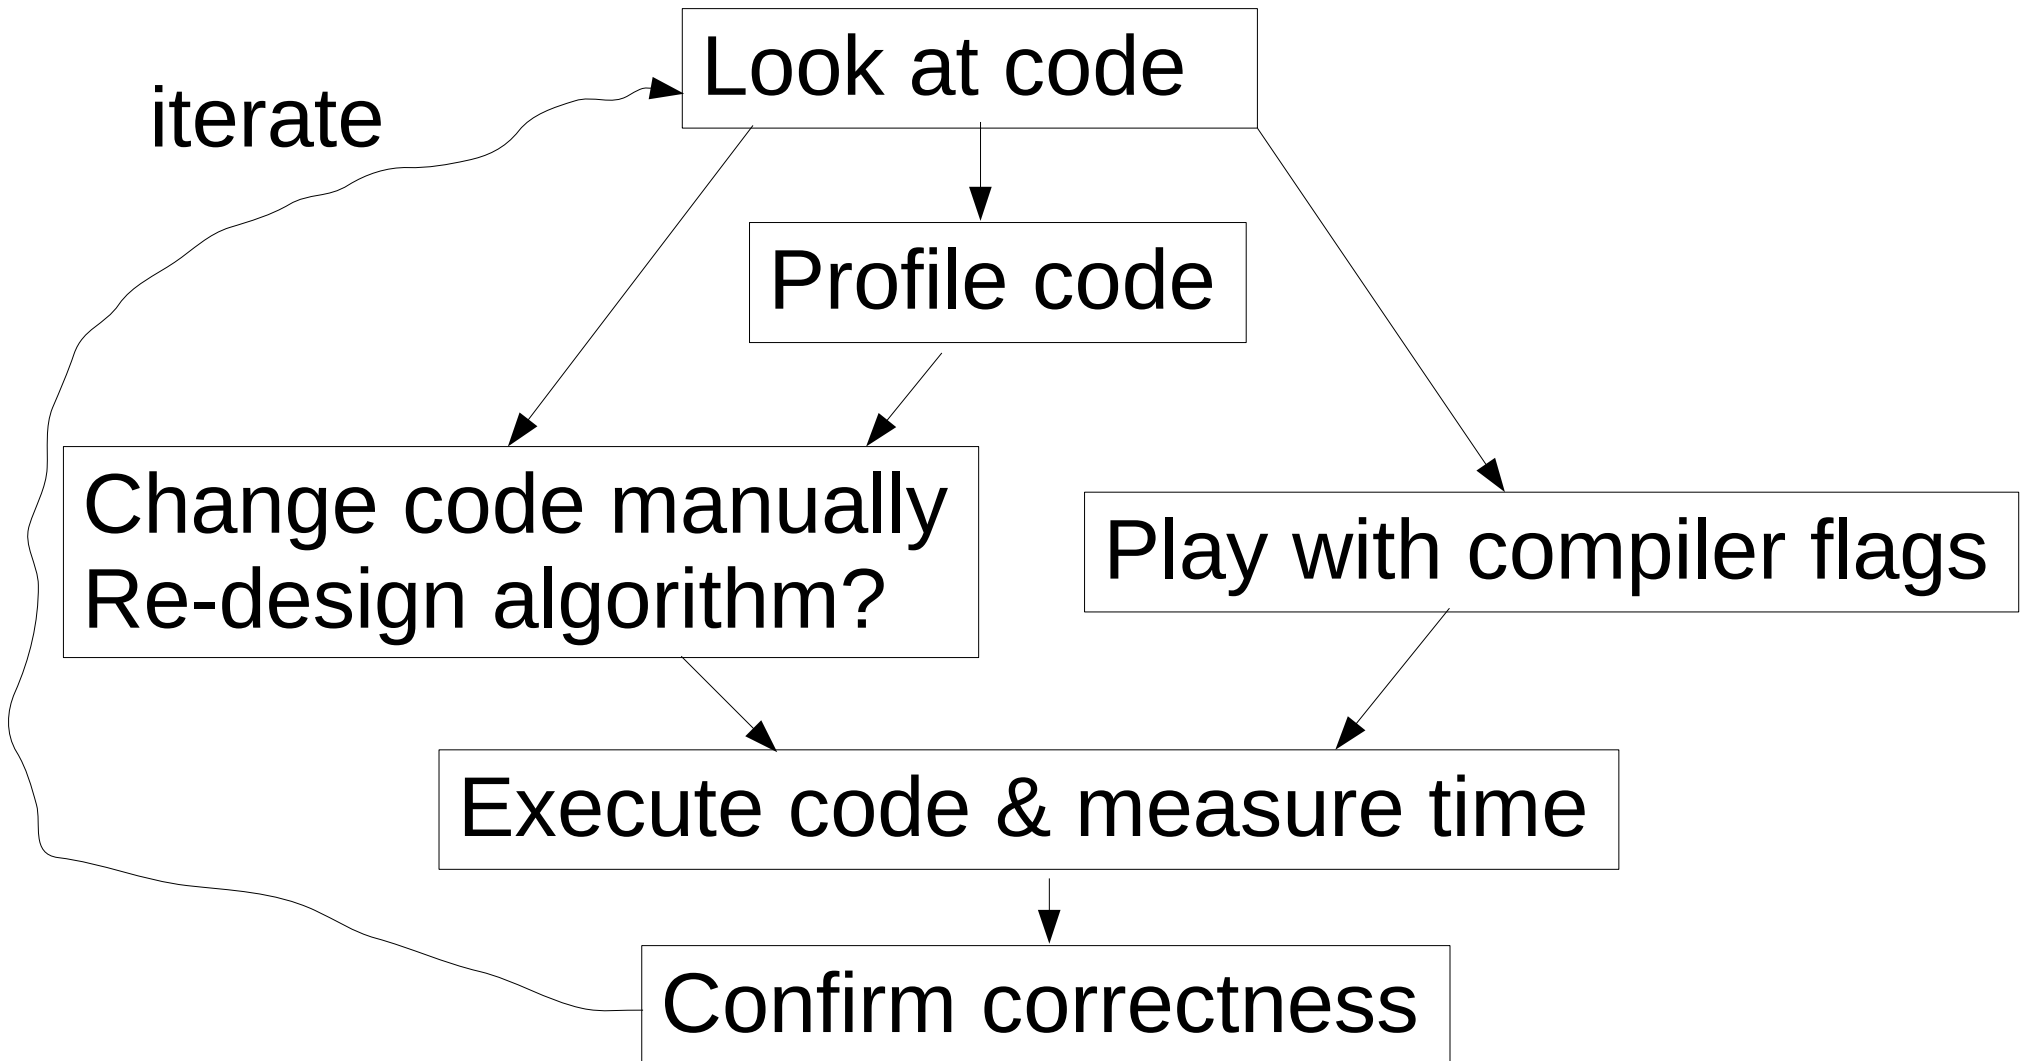 Look at code
iterate
Profile code
Change code manually
Re-design algorithm?
Play with compiler flags
Execute code & measure time
Confirm correctness